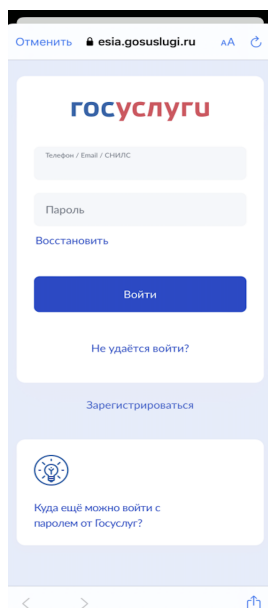 Отменить esia.gosuslugi.ru АА
госуслуги
Телефон / Email / СНИЛС
Пароль
Восстановить
Войти
Не удаётся войти?
Зарегистрироваться
Куда ещё можно войти с
паролем от Госуслуг?